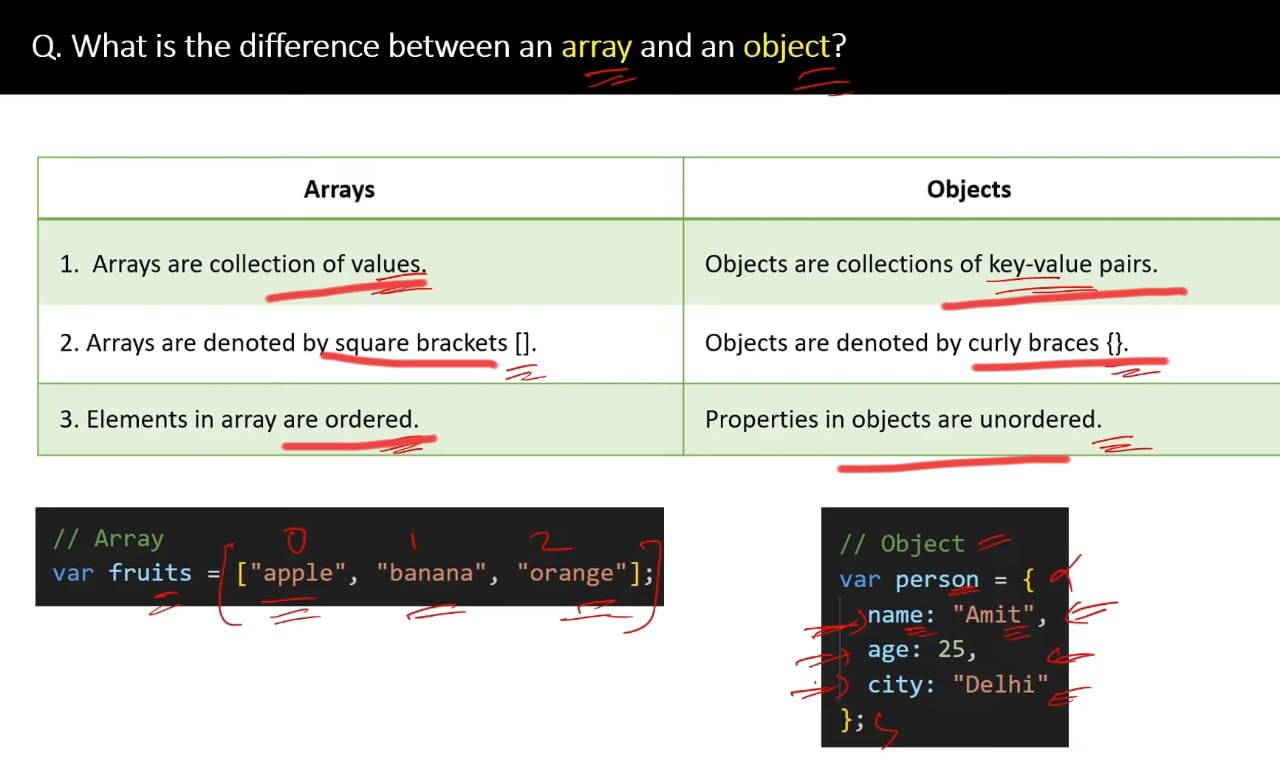 Q. What is the difference between an array and an object?
Arrays
Objects
1. Arrays are collection of values.
Objects are collections of key-value pairs.
2. Arrays are denoted by square brackets [].
Objects are denoted by curly braces {}.
3. Elements in array are ordered.
Properties in objects are unordered.
// Array
0 1 2
var fruits = ["apple", "banana", "orange"];
// Object
var person = {
name: "Amit",
age: 25,
city: "Delhi"
};